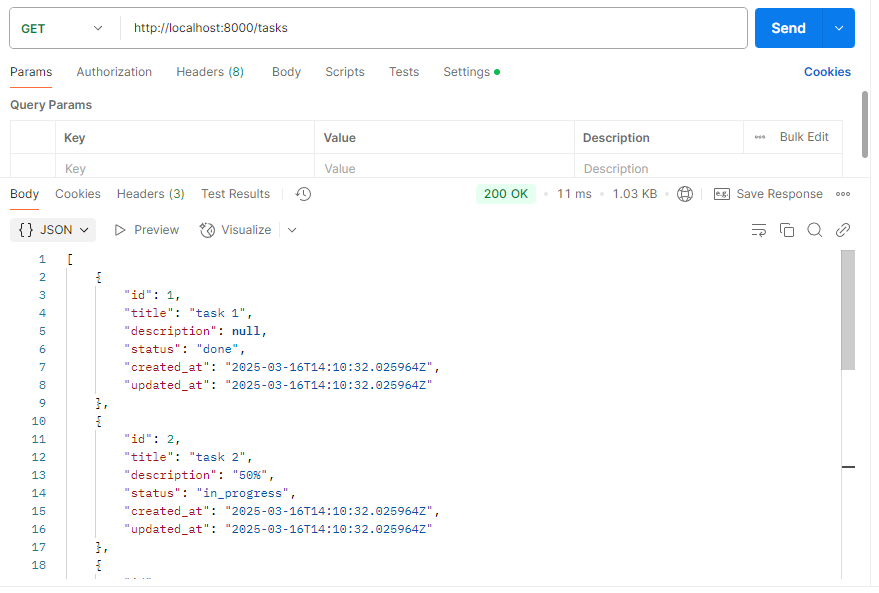 GET http://localhost:8000/tasks Send
Params Authorization Headers (8) Body Scripts Tests Settings Cookies
Query Params
Key Value Description Bulk Edit
Key Value Description
Body Cookies Headers (3) Test Results 200 OK 11 ms 1.03 KB e.g. Save Response
{} JSON Preview Visualize
1 [
2 {
3 "id": 1,
4 "title": "task 1",
5 "description": null,
6 "status": "done",
7 "created_at": "2025-03-16T14:10:32.025964Z",
8 "updated_at": "2025-03-16T14:10:32.025964Z"
9 },
10 {
11 "id": 2,
12 "title": "task 2",
13 "description": "50%",
14 "status": "in_progress",
15 "created_at": "2025-03-16T14:10:32.025964Z",
16 "updated_at": "2025-03-16T14:10:32.025964Z"
17 },
18 {